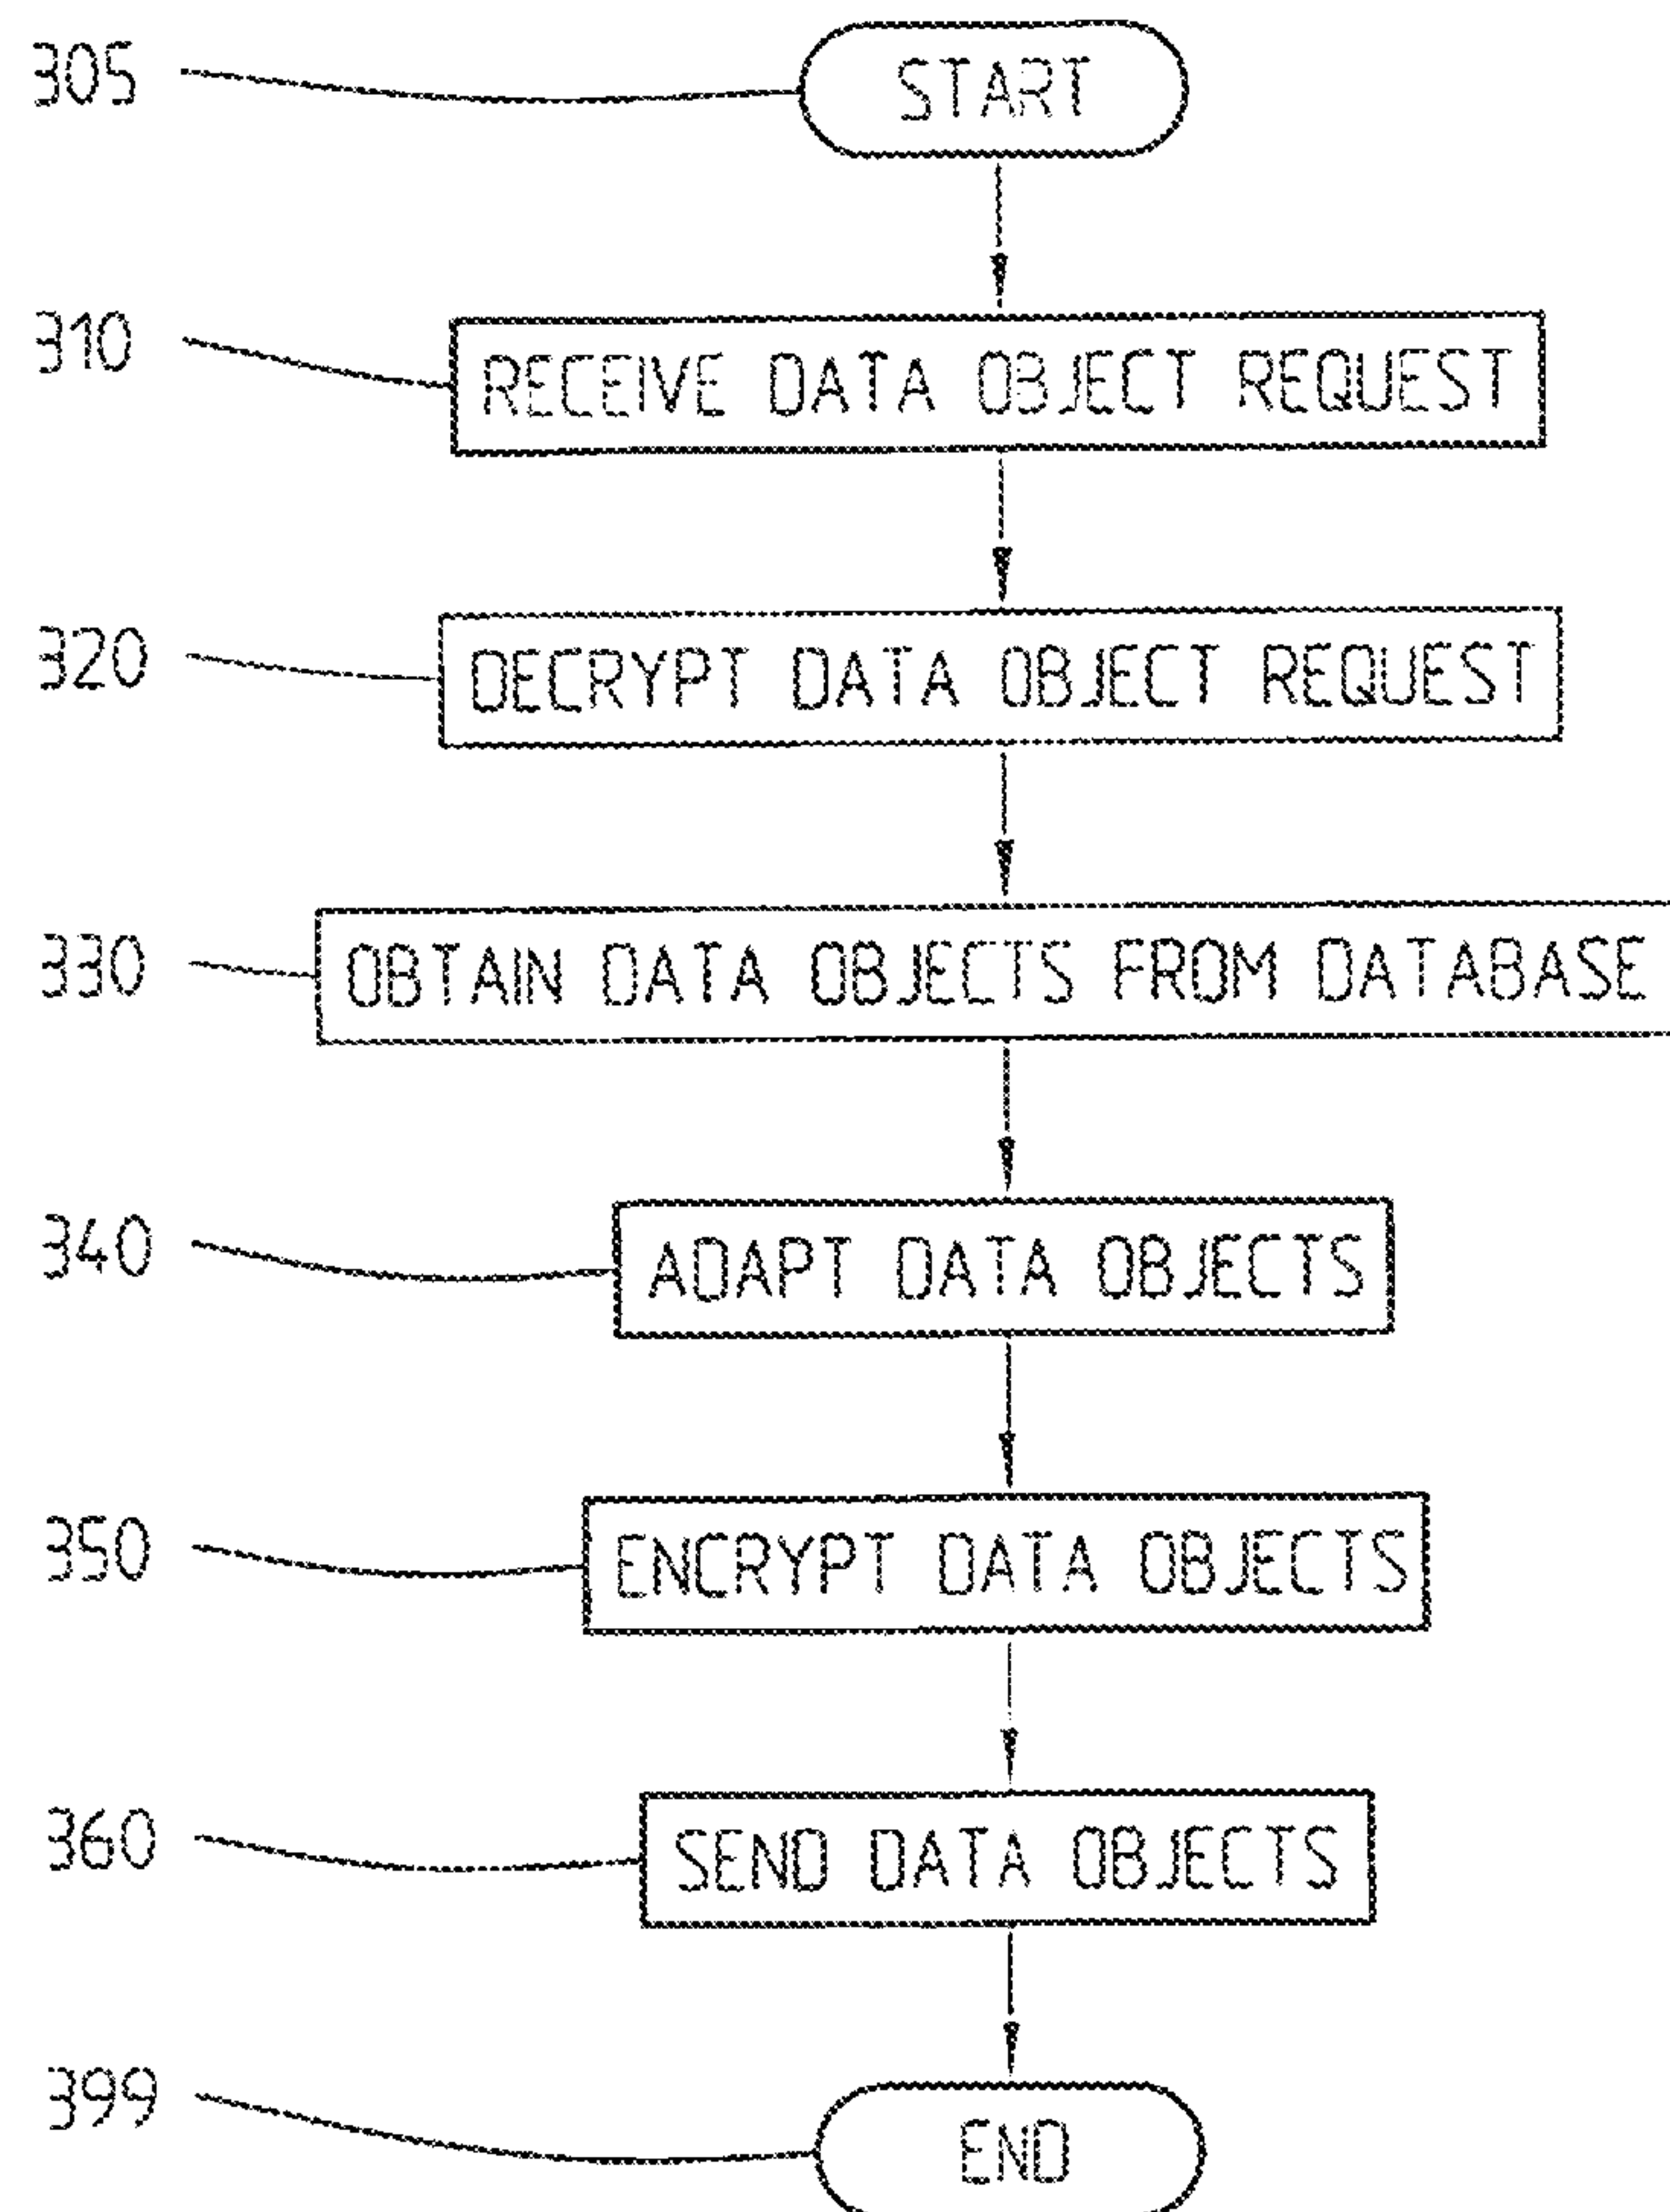 305 START
310 RECEIVE DATA OBJECT REQUEST
320 DECRYPT DATA OBJECT REQUEST
330 OBTAIN DATA OBJECTS FROM DATABASE
340 ADAPT DATA OBJECTS
350 ENCRYPT DATA OBJECTS
360 SEND DATA OBJECTS
399 END